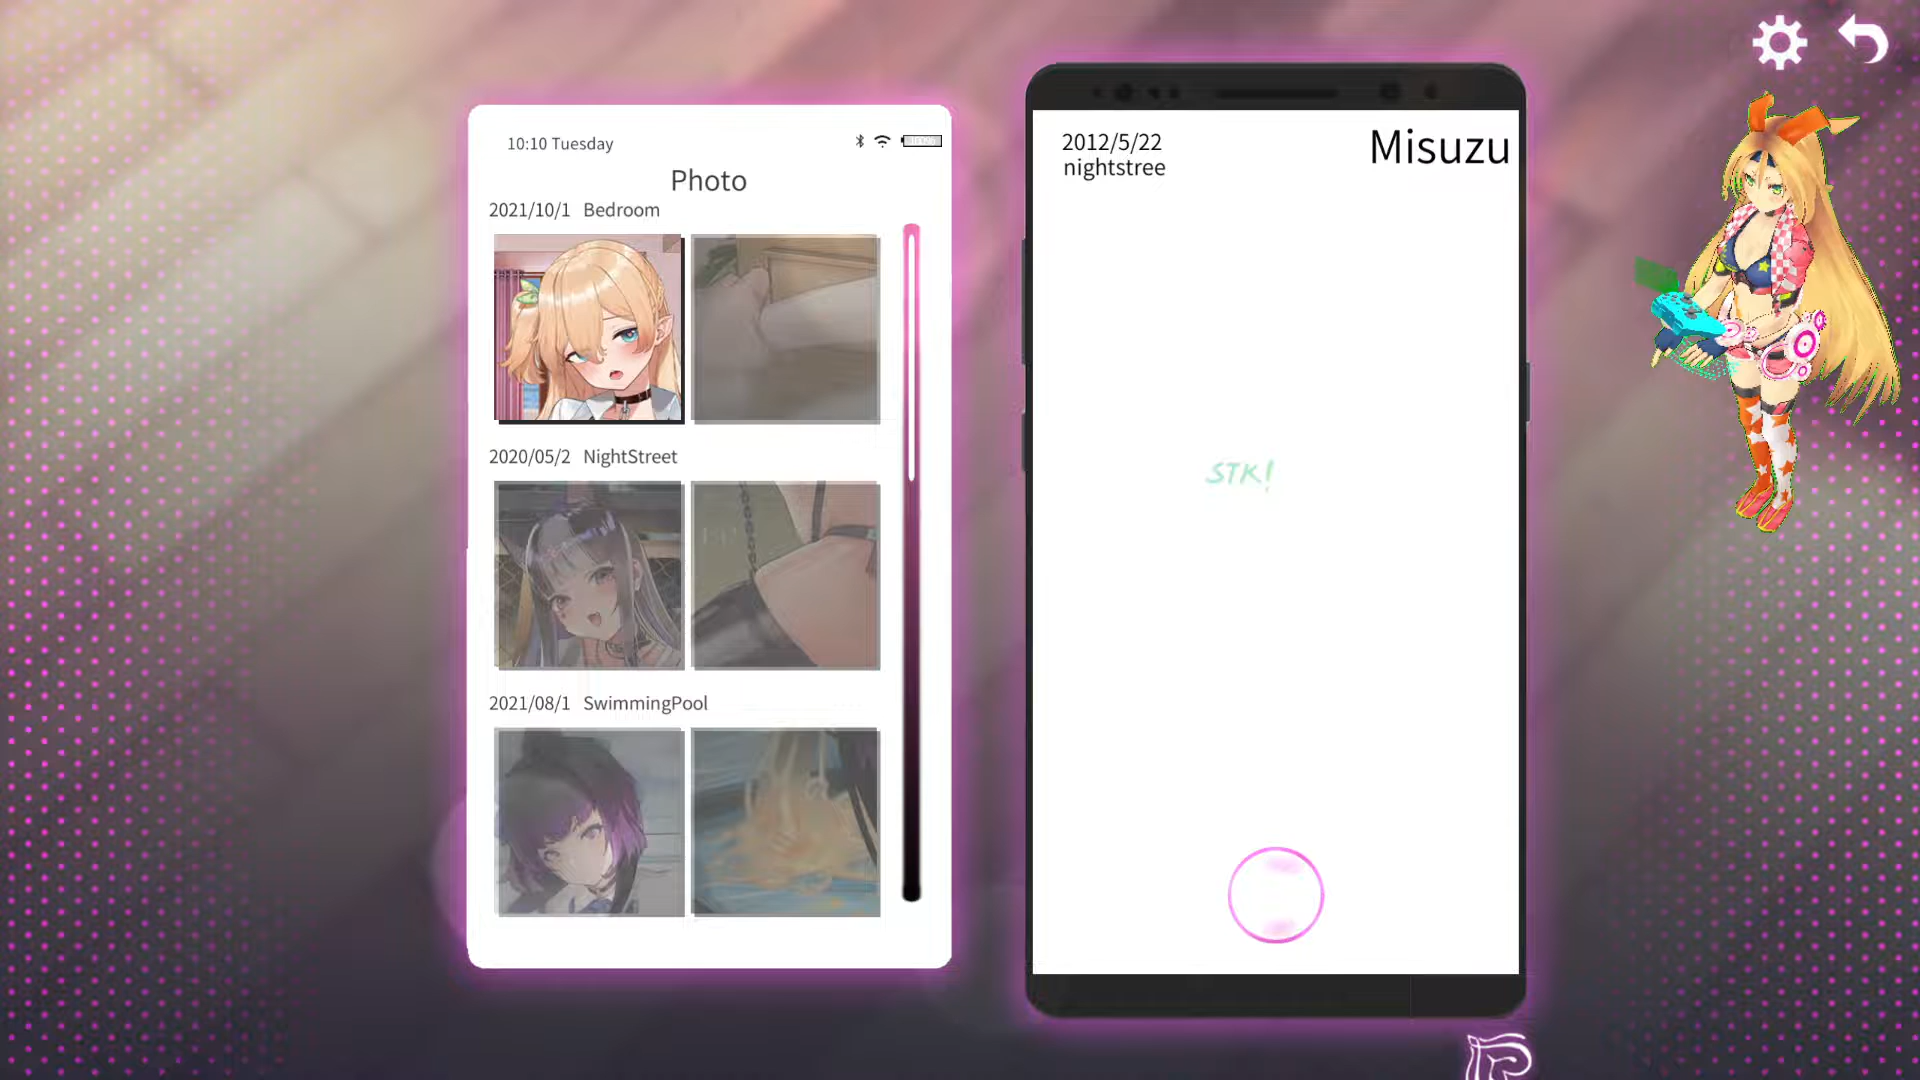 10:10 Tuesday
Photo
2021/10/1 Bedroom
2020/05/2 NightStreet
2021/08/1 SwimmingPool
2012/5/22
nightstree
Misuzu
STK!